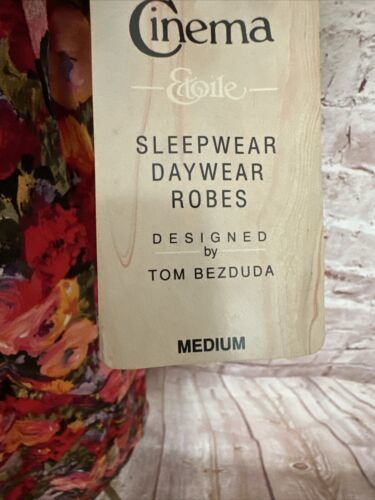 Cinema
Etoile
SLEEPWEAR
DAYWEAR
ROBES
DESIGNED
by
TOM BEZDUDA
MEDIUM